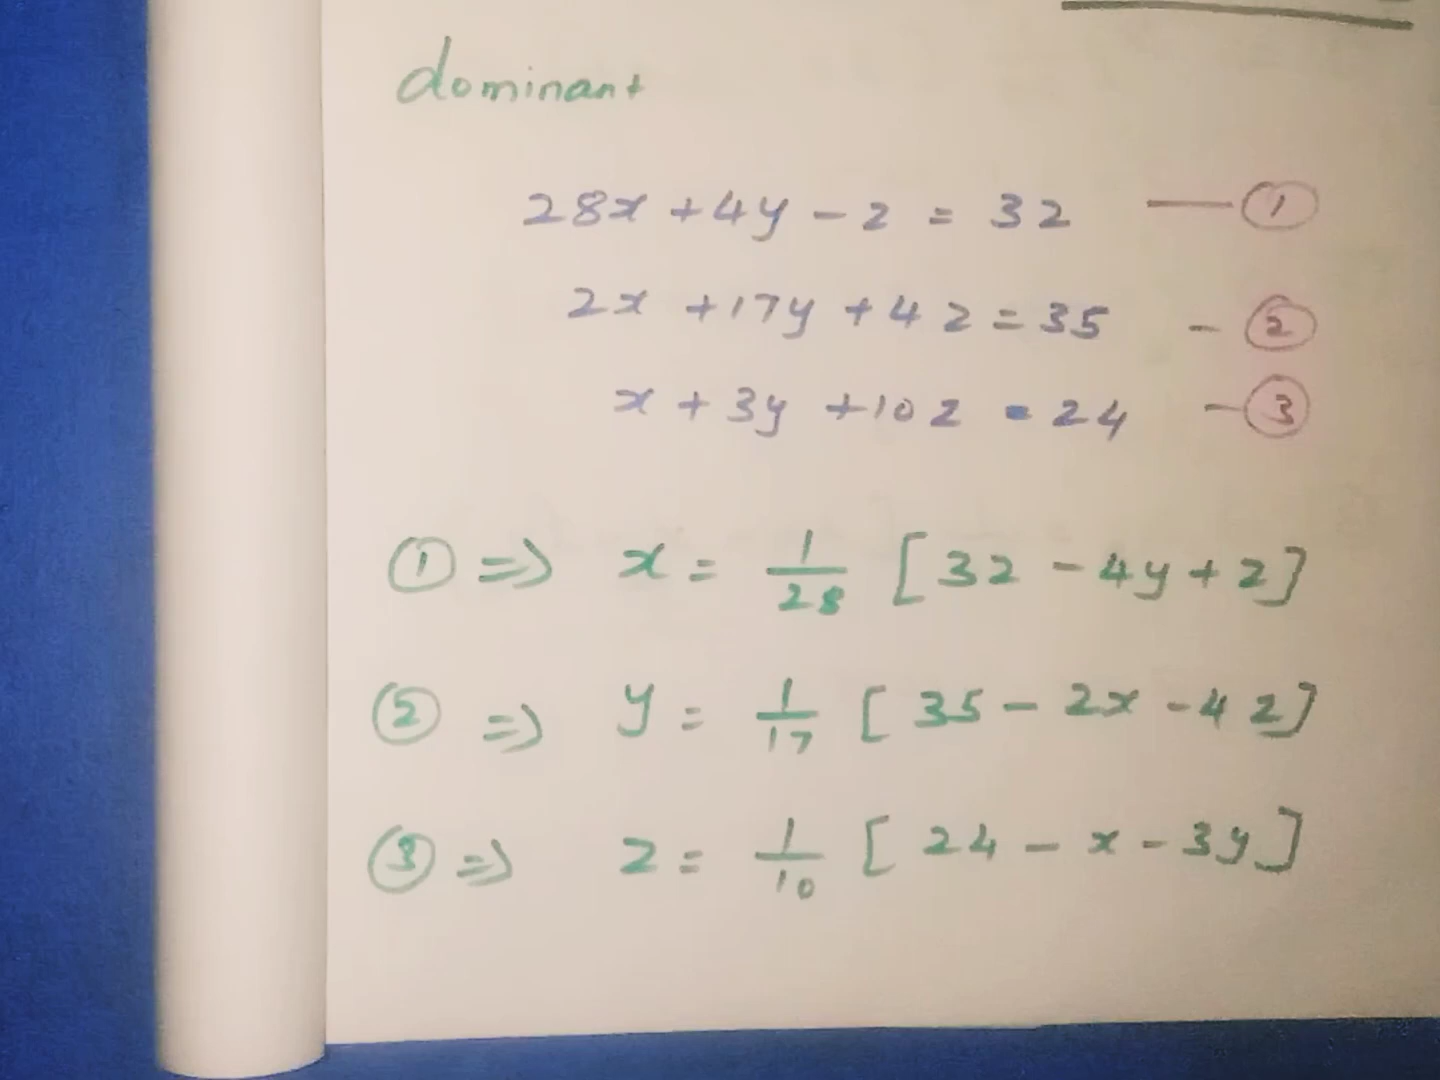 dominant
28x + 4y - z = 32 — ①
2x + 17y + 4z = 35 - ②
x + 3y + 10z = 24 - ③
① => x = 1/28 [32 - 4y + z]
② => y = 1/17 [35 - 2x - 4z]
③ => z = 1/10 [24 - x - 3y]